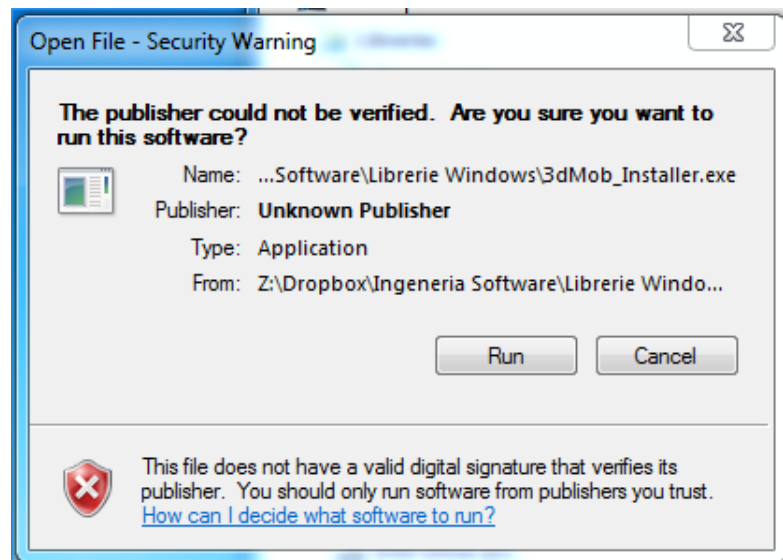 Open File - Security Warning
The publisher could not be verified.  Are you sure you want to
run this software?
Name: ...Software\Librerie Windows\3dMob_Installer.exe
Publisher: Unknown Publisher
Type: Application
From: Z:\Dropbox\Ingeneria Software\Librerie Windo...
Run Cancel
This file does not have a valid digital signature that verifies its
publisher.  You should only run software from publishers you trust.
How can I decide what software to run?